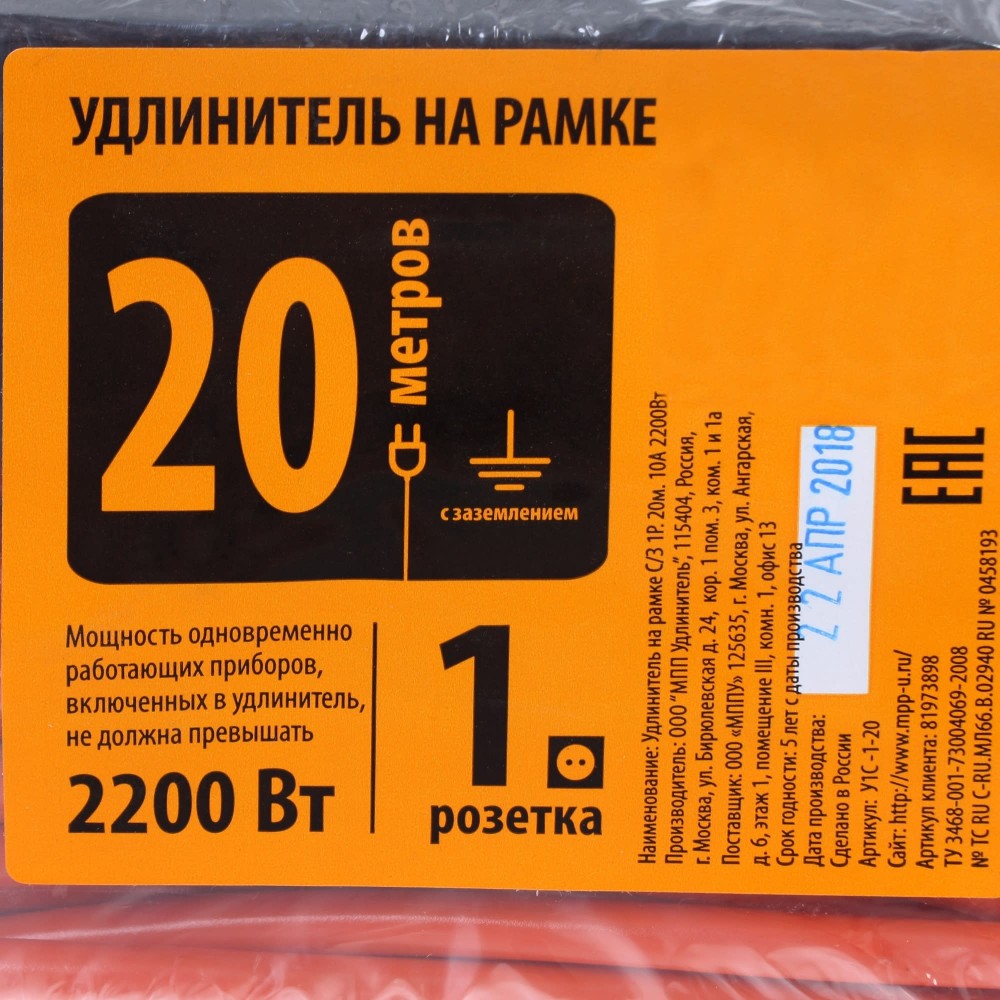 УДЛИНИТЕЛЬ НА РАМКЕ
20
метров
с заземлением
Мощность одновременно
работающих приборов,
включенных в удлинитель,
не должна превышать
2200 Вт
1
розетка
Наименование: Удлинитель на рамке С/З 1Р. 20м. 10А 2200Вт
Производитель: ООО "МПП Удлинитель", 115404, Россия,
г. Москва, ул. Бирюлевская д. 24, кор. 1 пом. 3, ком. 1 и 1а
Поставщик: ООО «МППУ» 125635, г. Москва, ул. Ангарская,
д. 6, этаж 1, помещение III, комн. 1, офис 13
Срок годности: 5 лет с даты производства
Дата производства:
22 АПР 2018
Сделано в России
Артикул: У1С-1-20
Сайт: http://www.mpp-u.ru/
Артикул клиента: 81973898
ТУ 3468-001-73004069-2008
№ ТС RU C-RU.МЛ66.В.02940 RU № 0458193
ЕАС